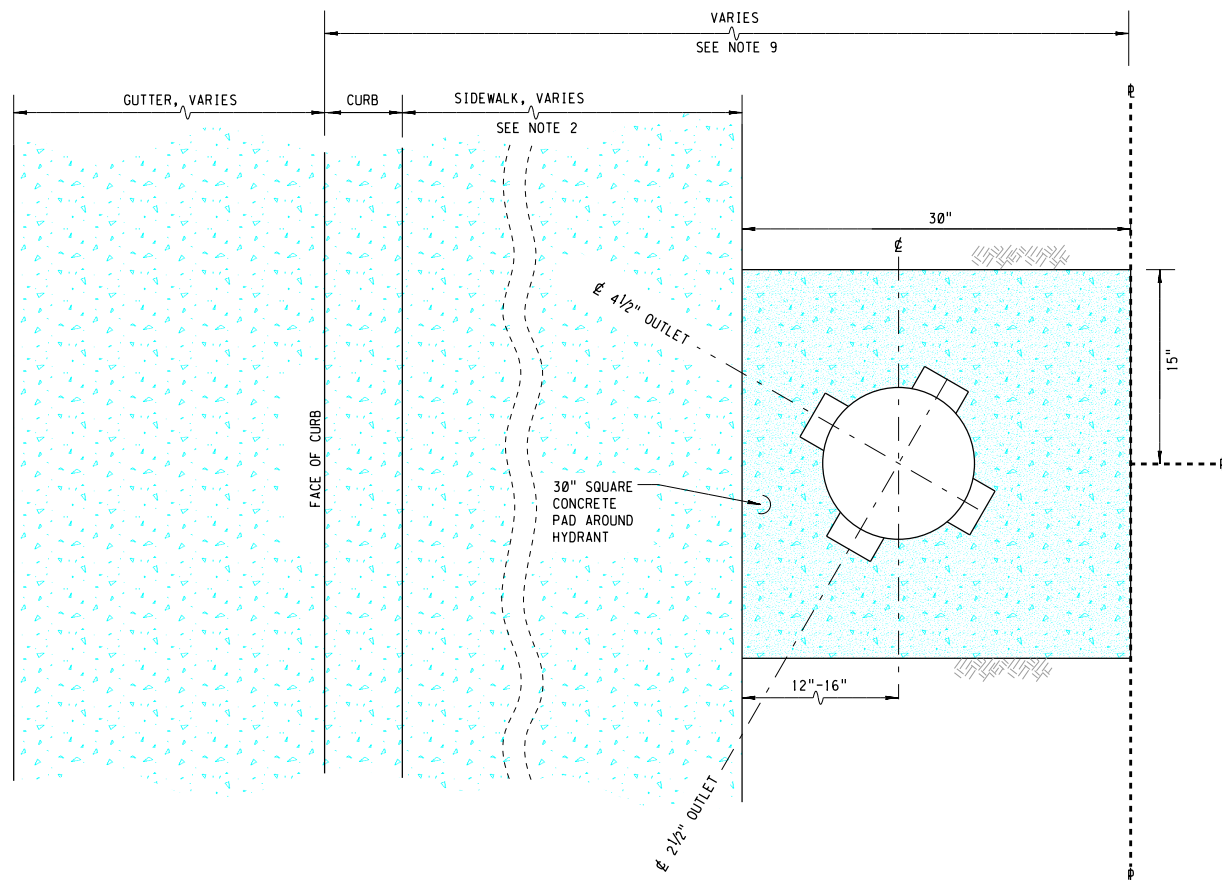 VARIES
SEE NOTE 9
GUTTER, VARIES
CURB
SIDEWALK, VARIES
SEE NOTE 2
30"
℄
℄ 4½" OUTLET
15"
FACE OF CURB
30" SQUARE
CONCRETE
PAD AROUND
HYDRANT
12"-16"
℄ 2½" OUTLET